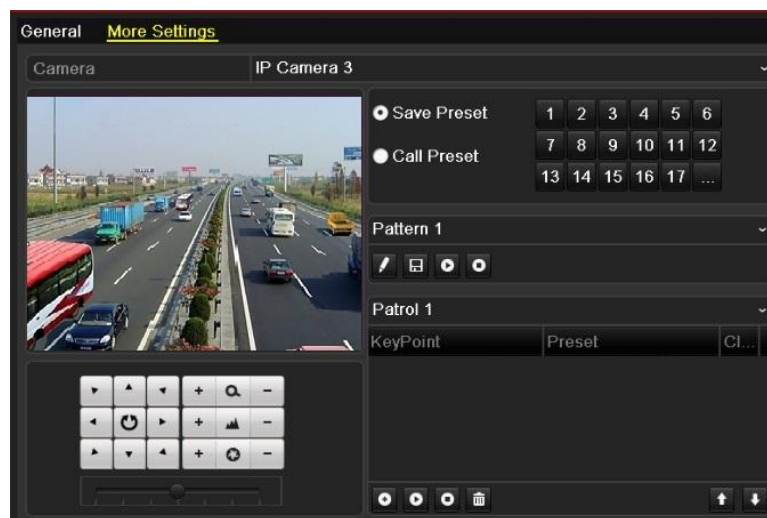 General More Settings
Camera IP Camera 3
Save Preset
Call Preset
1 2 3 4 5 6
7 8 9 10 11 12
13 14 15 16 17 ...
Pattern 1
Patrol 1
KeyPoint Preset Cl...